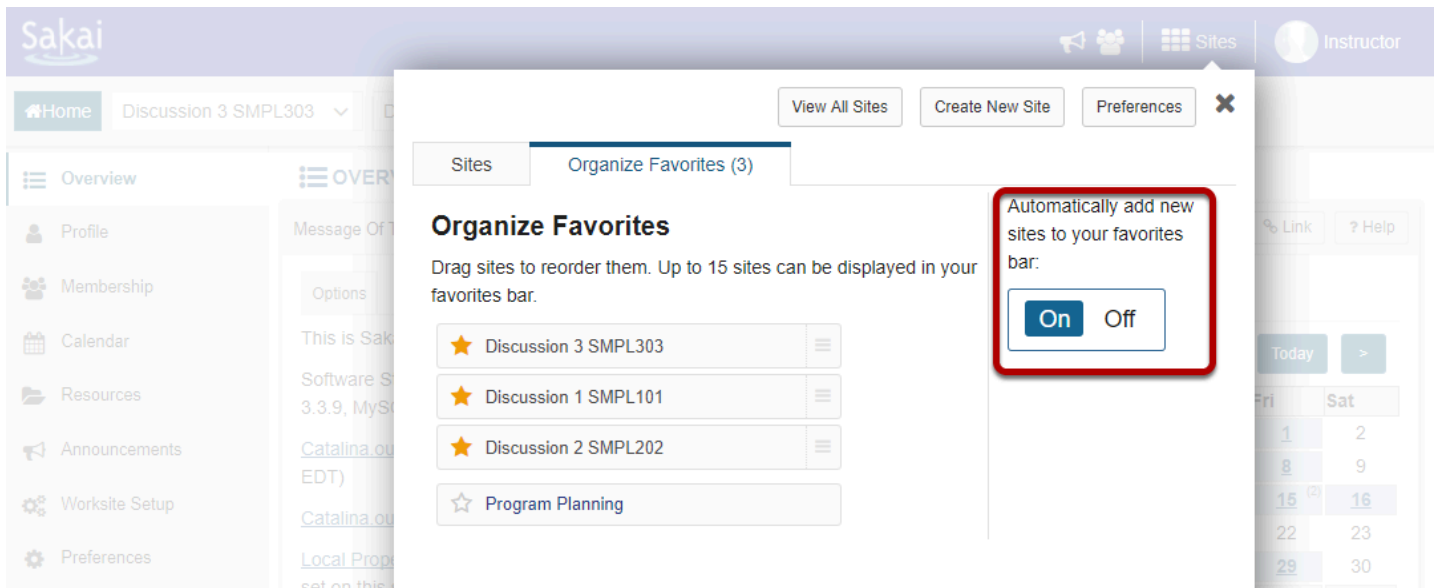 Sakai
Sites
Instructor
Home
Discussion 3 SMPL303
D
View All Sites
Create New Site
Preferences
Sites
Organize Favorites (3)
Overview
Profile
Membership
Calendar
Resources
Announcements
Worksite Setup
Preferences
OVER
Message Of T
Link
? Help
Options
This is Sak
Software S
3.3.9, MyS
Catalina.ou
EDT)
Catalina.ou
Local Prope
set on this
Organize Favorites
Drag sites to reorder them. Up to 15 sites can be displayed in your
favorites bar.
Discussion 3 SMPL303
Discussion 1 SMPL101
Discussion 2 SMPL202
Program Planning
Automatically add new
sites to your favorites
bar:
On Off
Today >
Fri Sat
1 2
8 9
15 (2) 16
22 23
29 30